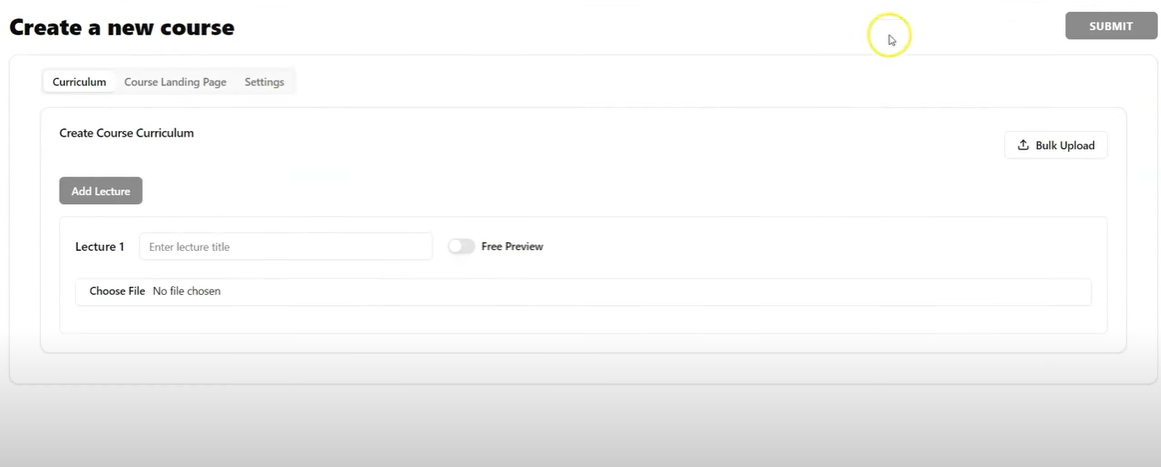 Create a new course
SUBMIT
Curriculum Course Landing Page Settings
Create Course Curriculum
Bulk Upload
Add Lecture
Lecture 1 Enter lecture title Free Preview
Choose File No file chosen